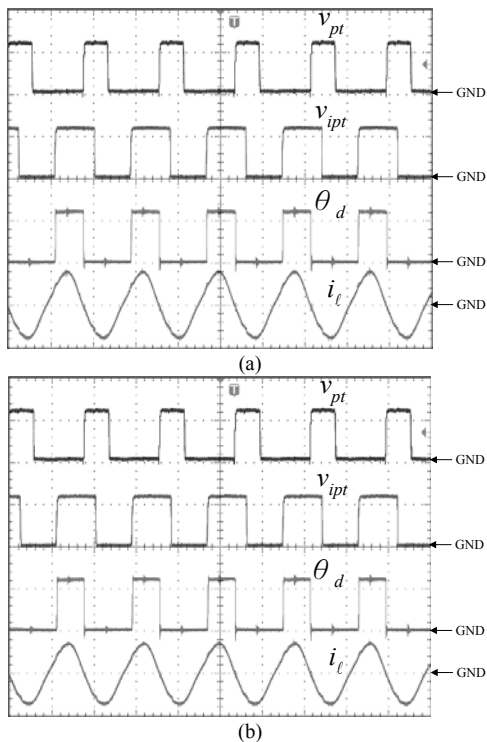 T
v_pt
GND
v_ipt
GND
θ_d
GND
i_ℓ
GND
(a)
T
v_pt
GND
v_ipt
GND
θ_d
GND
i_ℓ
GND
(b)